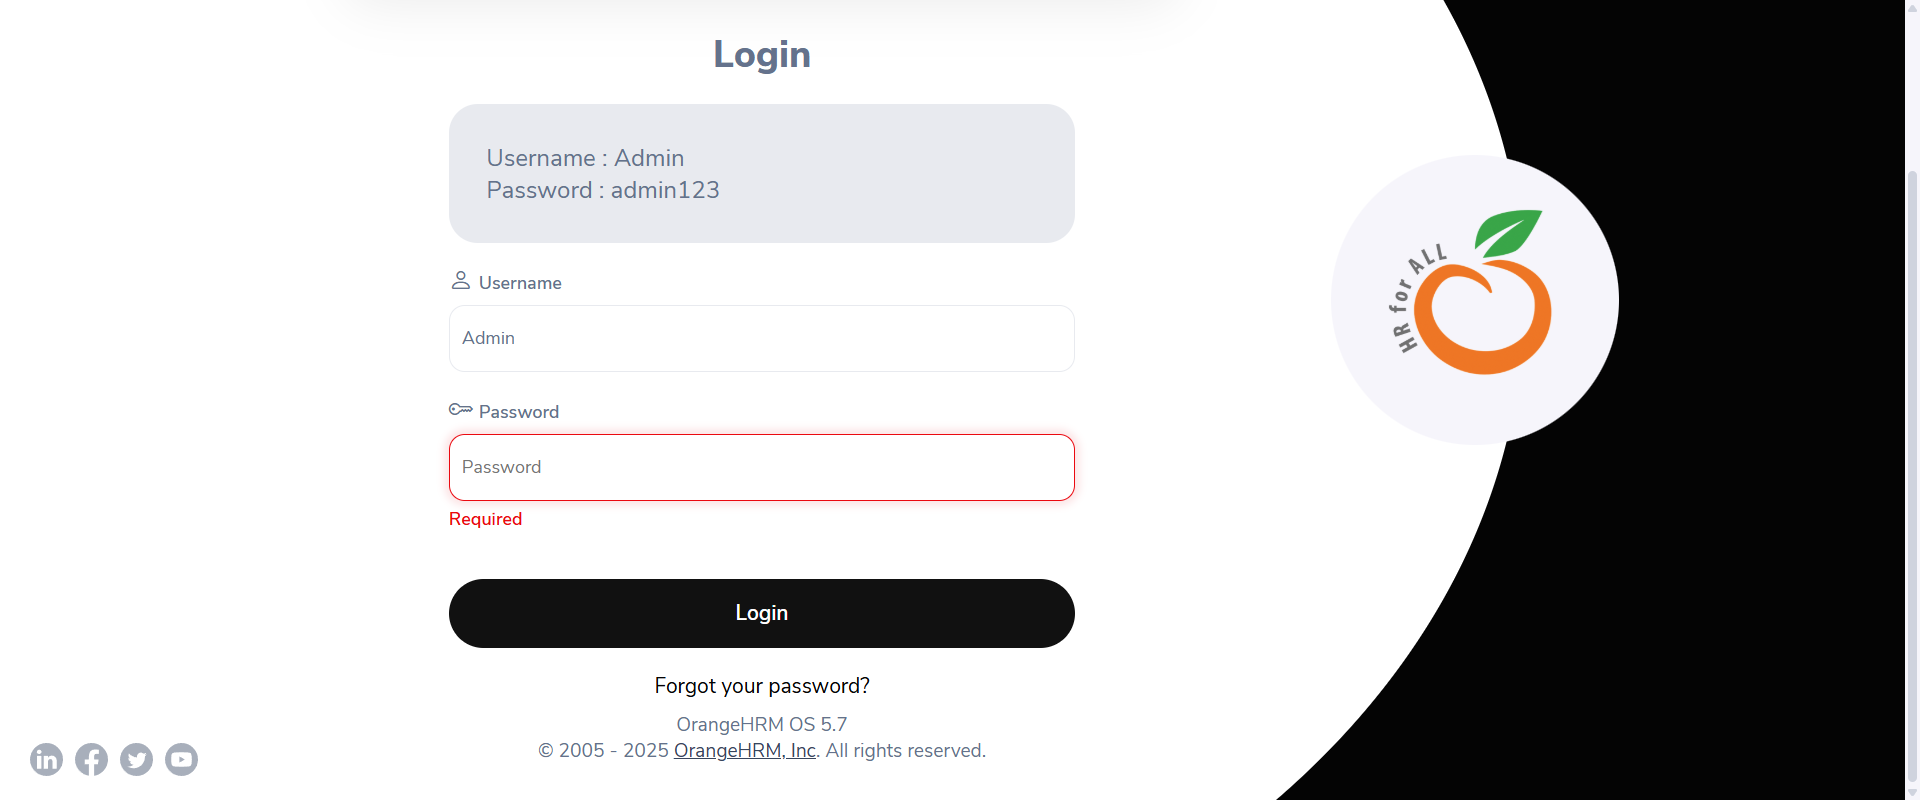 Login
Username : Admin
Password : admin123
Username
Admin
Password
Password
Required
Login
Forgot your password?
OrangeHRM OS 5.7
© 2005 - 2025 OrangeHRM, Inc. All rights reserved.
HR for ALL